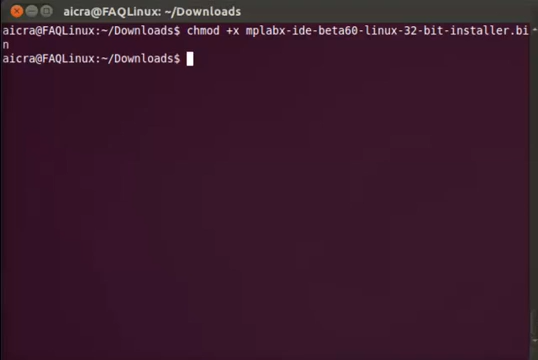 aicra@FAQLinux: ~/Downloads
aicra@FAQLinux:~/Downloads$ chmod +x mplabx-ide-beta60-linux-32-bit-installer.bi
n
aicra@FAQLinux:~/Downloads$